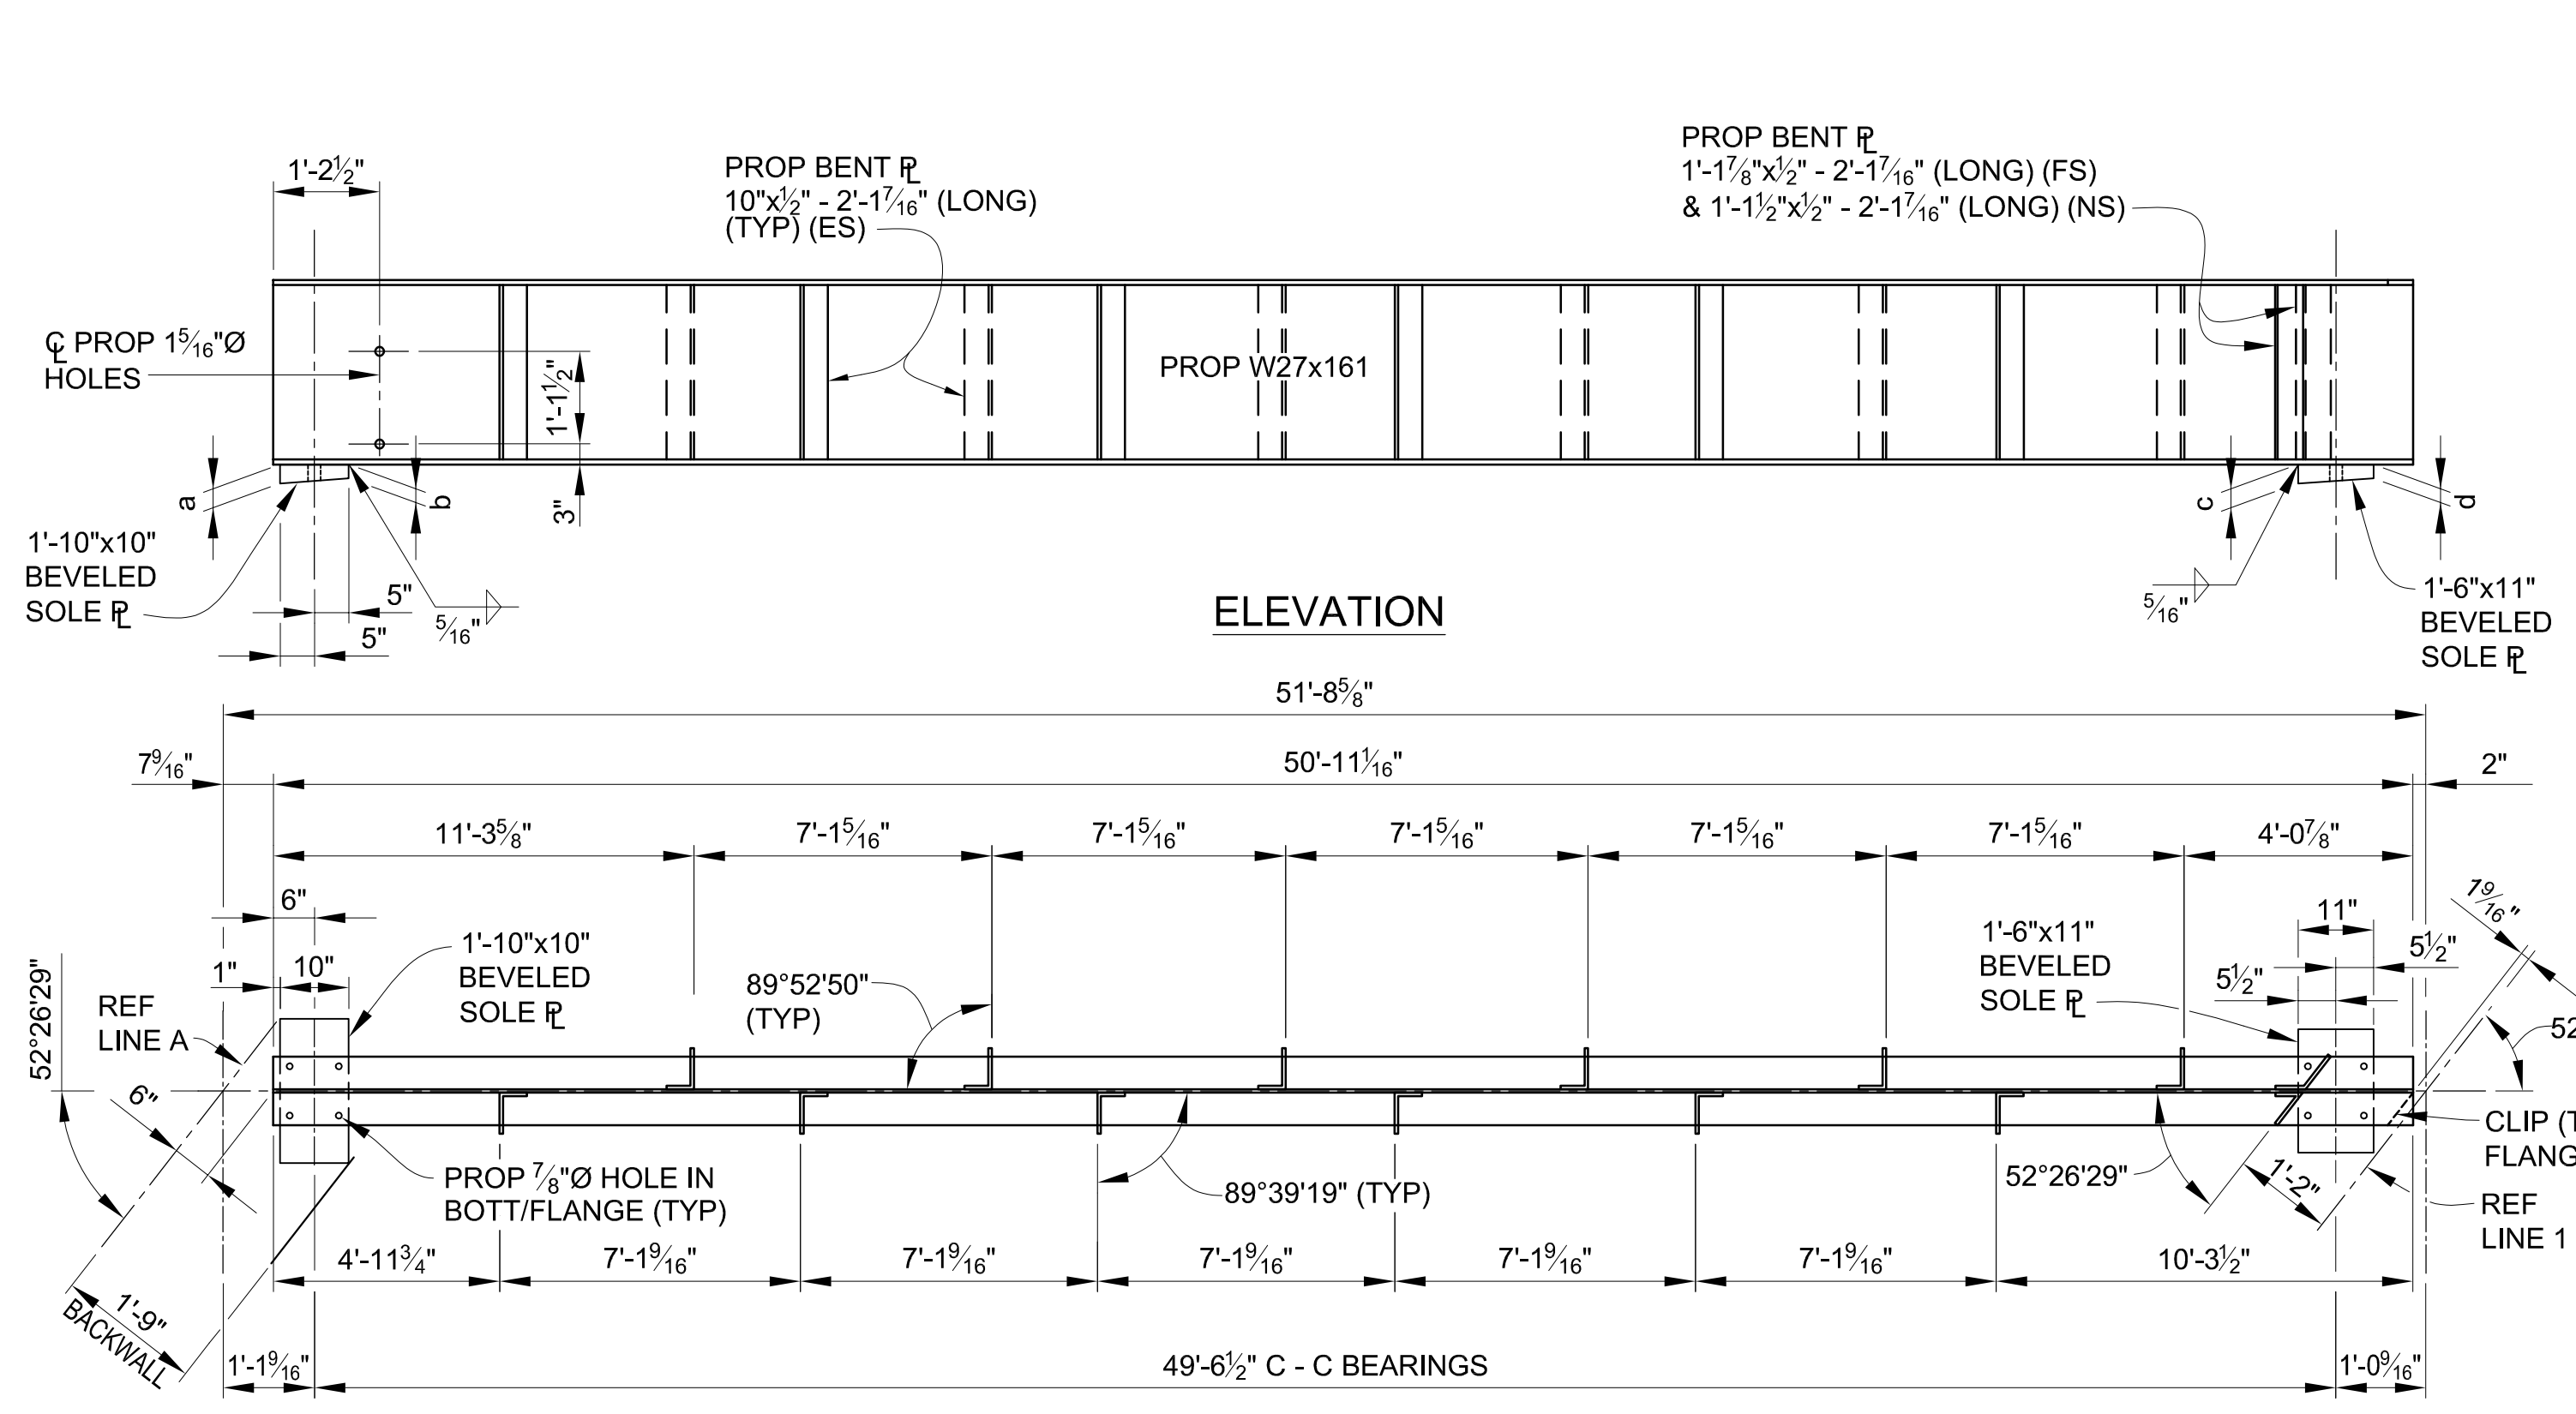 PROP BENT ℄
1'-1⅞"x½" - 2'-1⁷⁄₁₆" (LONG) (FS)
& 1'-1½"x½" - 2'-1⁷⁄₁₆" (LONG) (NS)
PROP BENT PL
10"x½" - 2'-1⁷⁄₁₆" (LONG)
(TYP) (ES)
1'-2½"
CL PROP 1⁵⁄₁₆"Ø
HOLES
1'-1½"
PROP W27x161
3"
a
b
c
d
1'-10"x10"
BEVELED
SOLE PL
5"
5"
⁵⁄₁₆"
ELEVATION
⁵⁄₁₆"
1'-6"x11"
BEVELED
SOLE PL
51'-8⅝"
7⁹⁄₁₆"
50'-11¹⁄₁₆"
2"
11'-3⅝"
7'-1⁵⁄₁₆"
7'-1⁵⁄₁₆"
7'-1⁵⁄₁₆"
7'-1⁵⁄₁₆"
7'-1⁵⁄₁₆"
4'-0⅞"
6"
1"
10"
1'-10"x10"
BEVELED
SOLE PL
89°52'50"
(TYP)
1'-6"x11"
BEVELED
SOLE PL
11"
5½"
5½"
1⁹⁄₁₆"
52°26'29"
REF
LINE A
6"
52
PROP ⅞"Ø HOLE IN
BOTT/FLANGE (TYP)
89°39'19" (TYP)
52°26'29"
1'-2"
CLIP (T
FLANG
REF
LINE 1
4'-11¾"
7'-1⁹⁄₁₆"
7'-1⁹⁄₁₆"
7'-1⁹⁄₁₆"
7'-1⁹⁄₁₆"
7'-1⁹⁄₁₆"
10'-3½"
1'-9"
BACKWALL
1'-1⁹⁄₁₆"
49'-6½" C - C BEARINGS
1'-0⁹⁄₁₆"